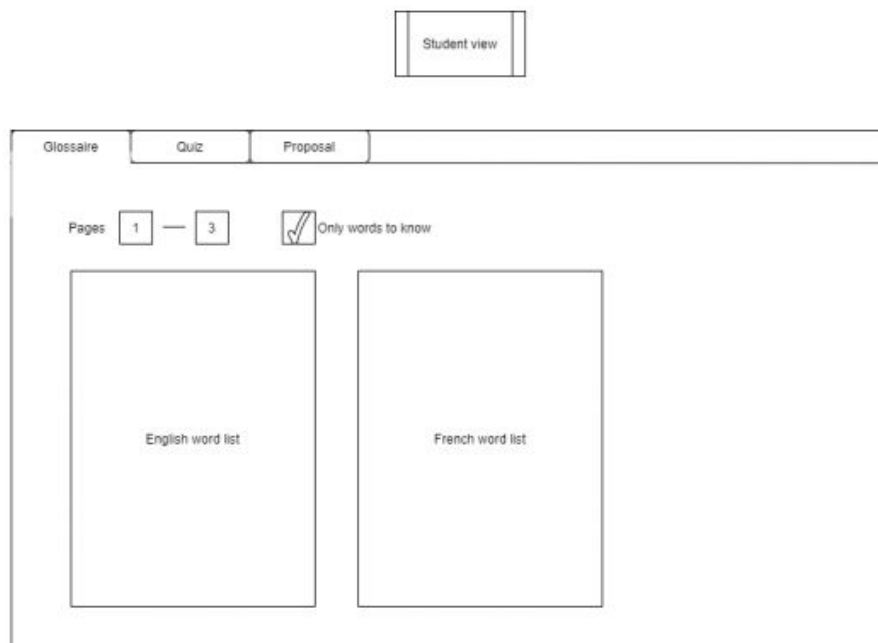 Student view
Glossaire Quiz Proposal
Pages 1 — 3 Only words to know
English word list French word list